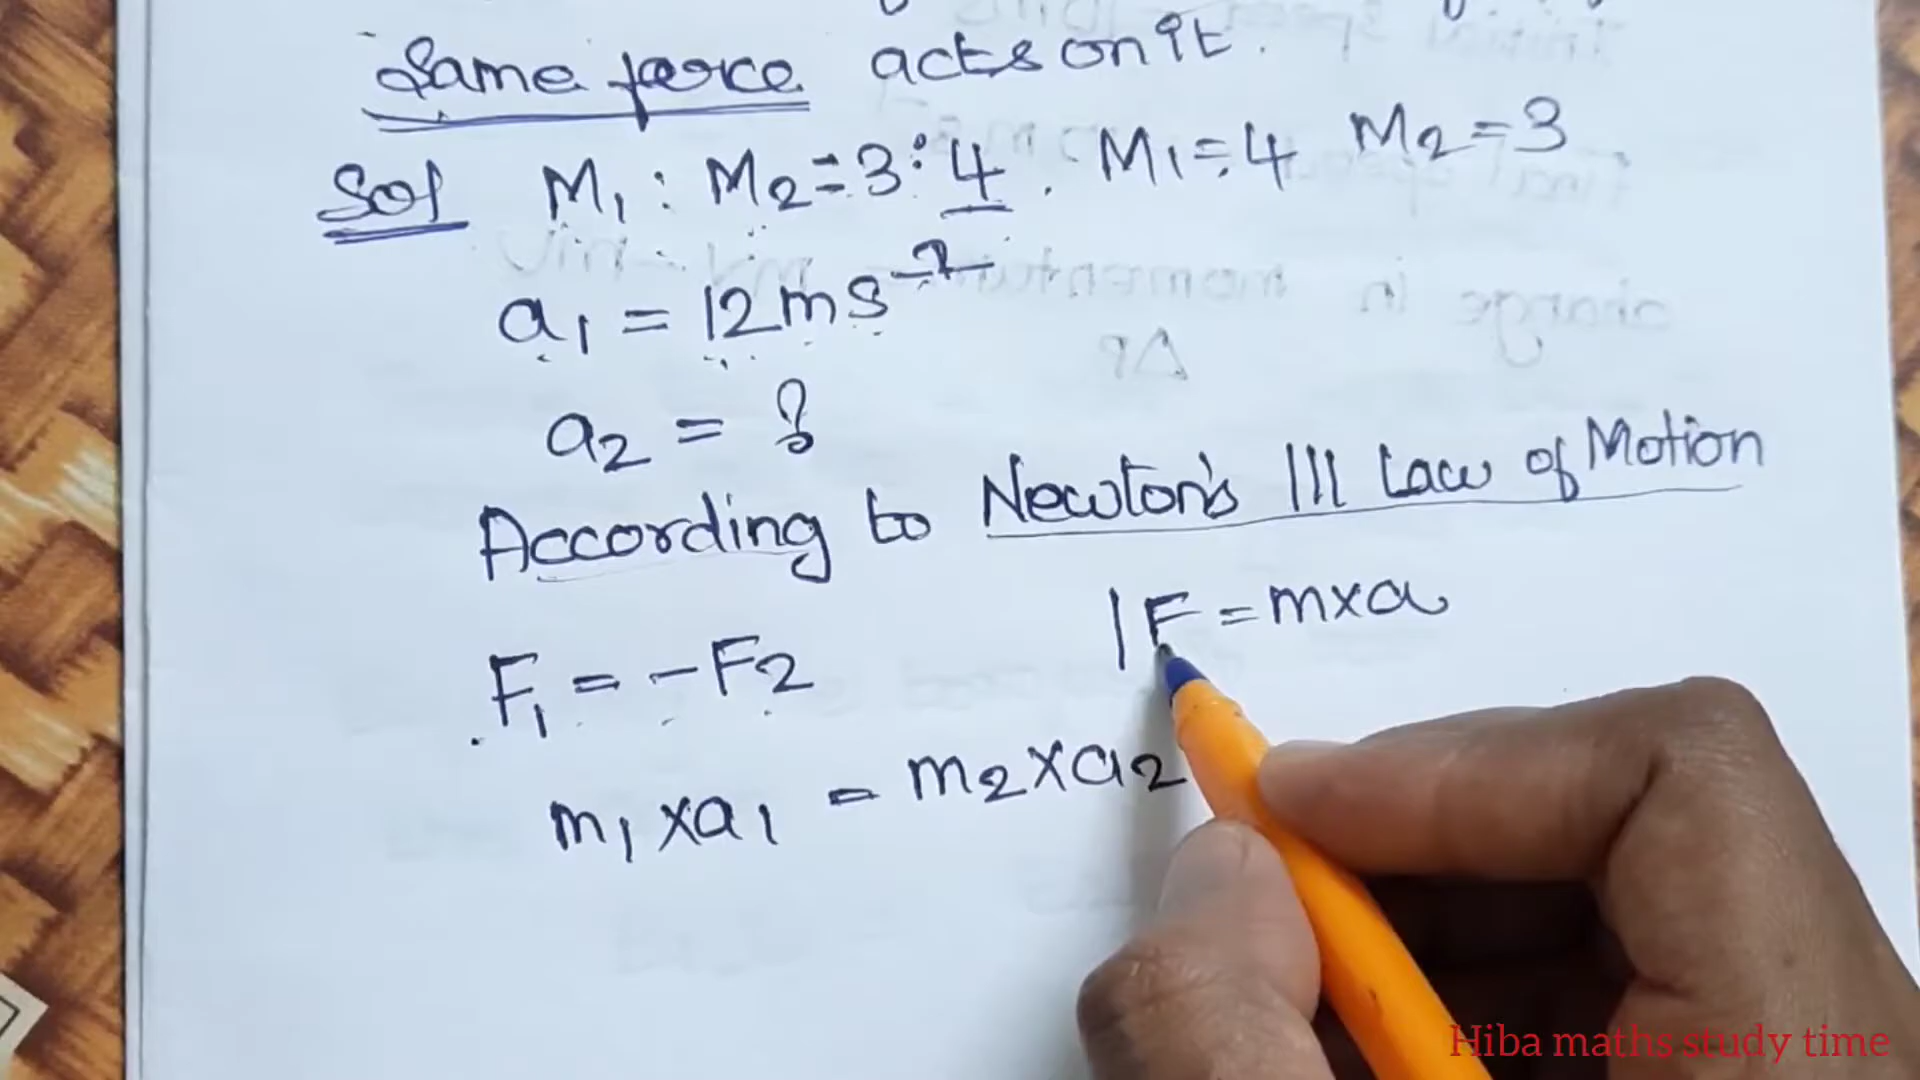 Same force acts on it.
Sol M1 : M2 = 3 : 4. M1 = 4 M2 = 3
a1 = 12 ms⁻²
a2 = ?
According to Newton's III Law of Motion
F = m×a
F1 = -F2
m1 × a1 = m2 × a2
Hiba maths study time